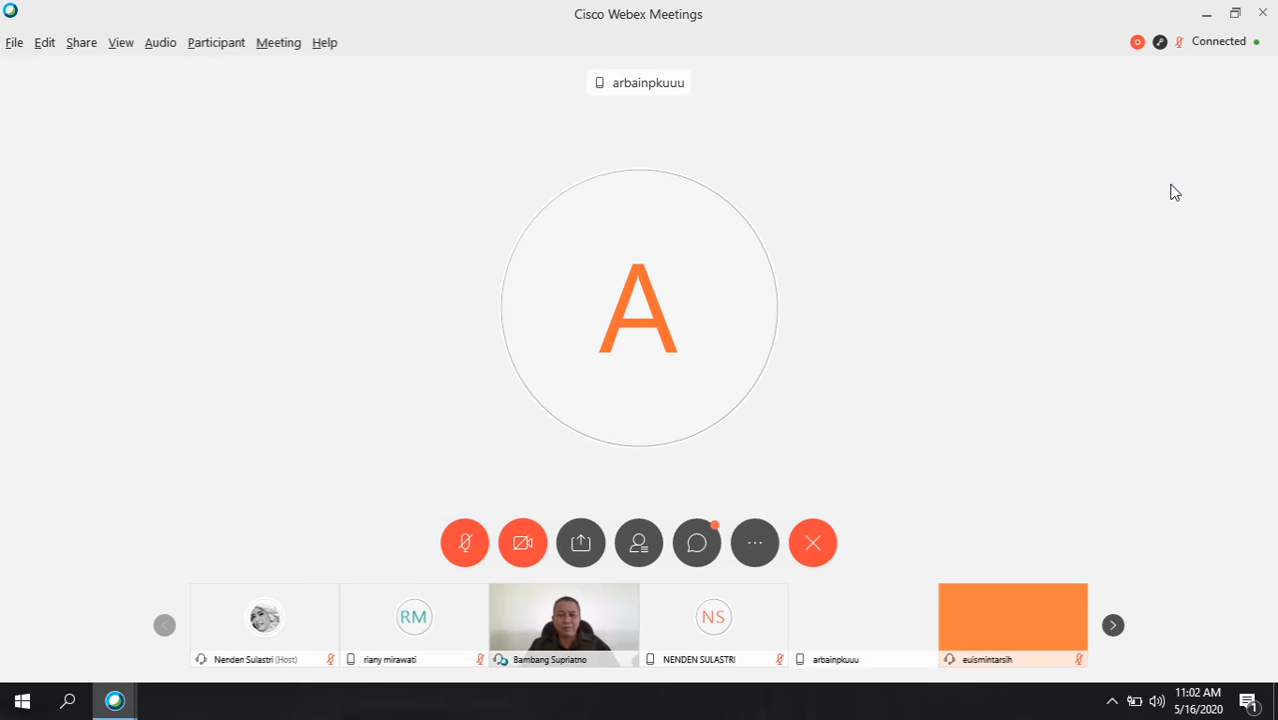 Cisco Webex Meetings
File Edit Share View Audio Participant Meeting Help
Connected
arbainpkuuu
A
RM
NS
Nenden Sulastri (Host)
riany mirawati
Bambang Supriatno
NENDEN SULASTRI
arbainpkuuu
euismintarsih
11:02 AM
5/16/2020
1